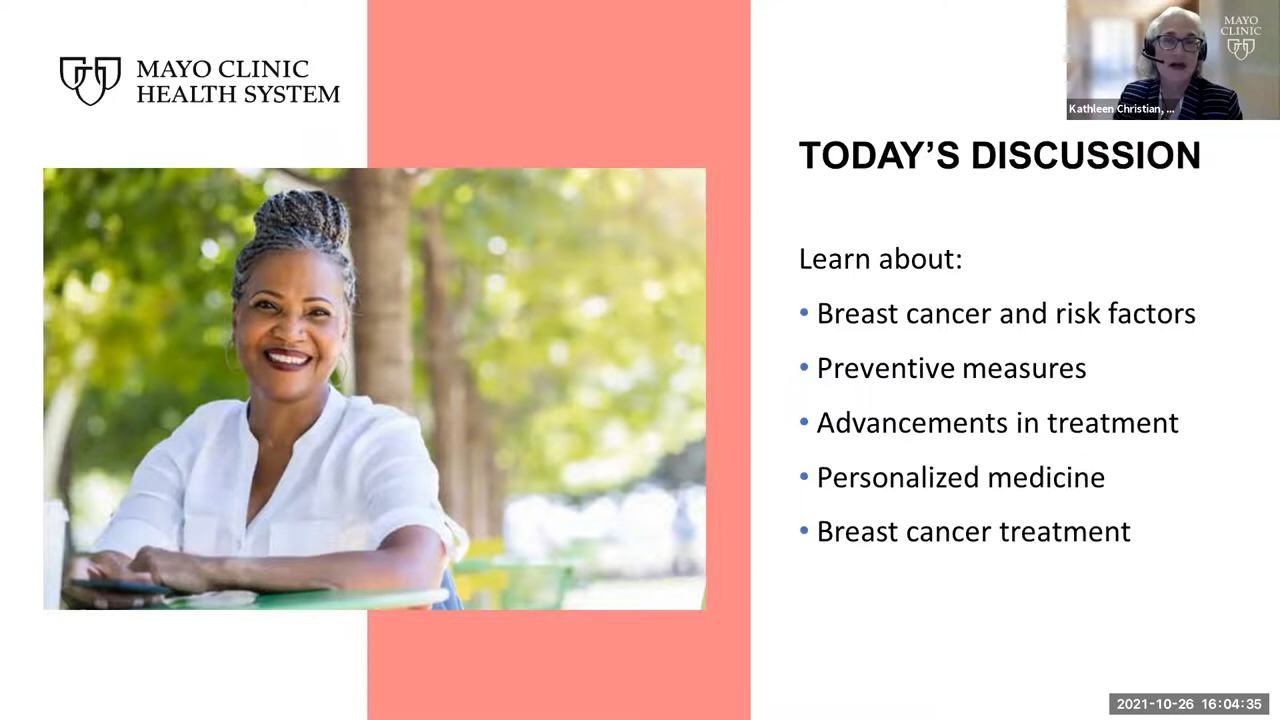 MAYO CLINIC
HEALTH SYSTEM
MAYO
CLINIC
Kathleen Christian, ...
TODAY’S DISCUSSION
Learn about:
• Breast cancer and risk factors
• Preventive measures
• Advancements in treatment
• Personalized medicine
• Breast cancer treatment
2021-10-26 16:04:35